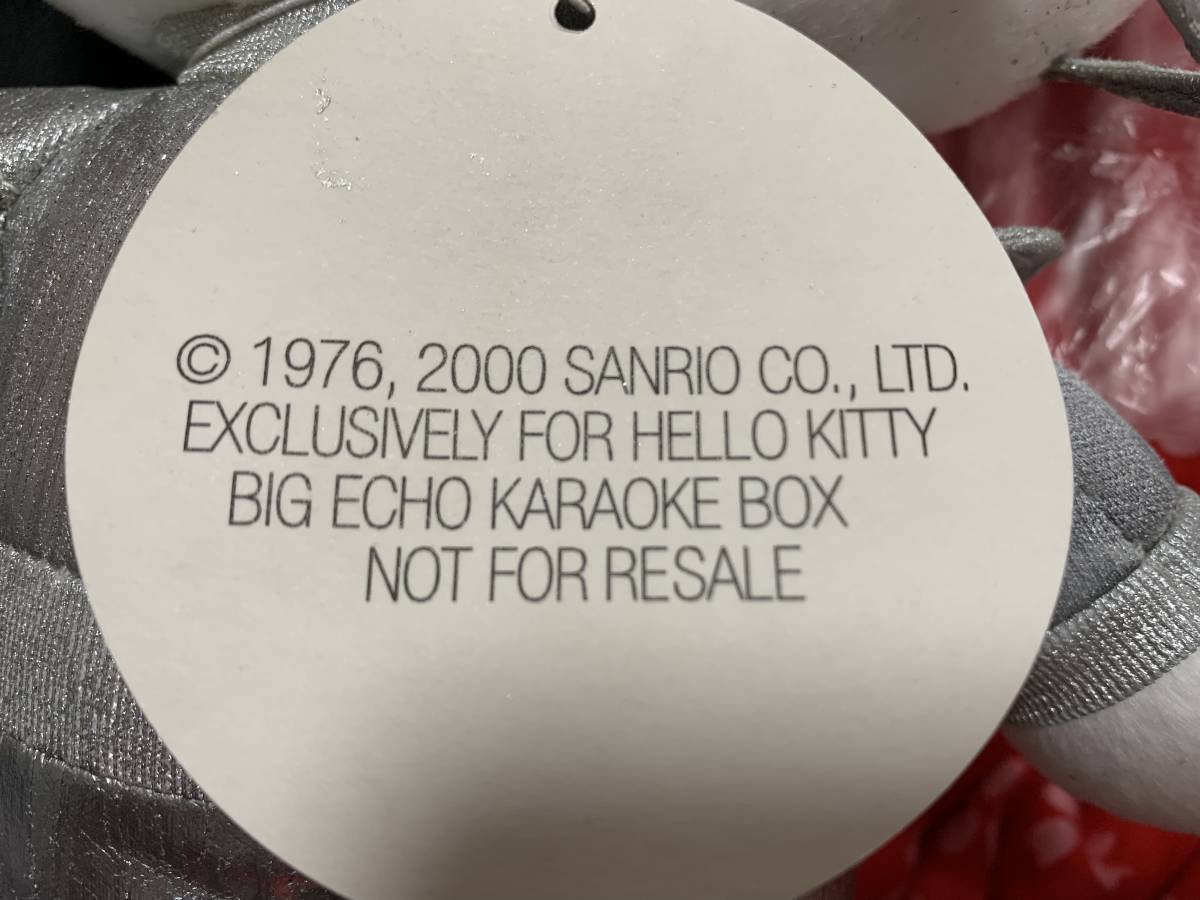 © 1976, 2000 SANRIO CO., LTD.
EXCLUSIVELY FOR HELLO KITTY
BIG ECHO KARAOKE BOX
NOT FOR RESALE